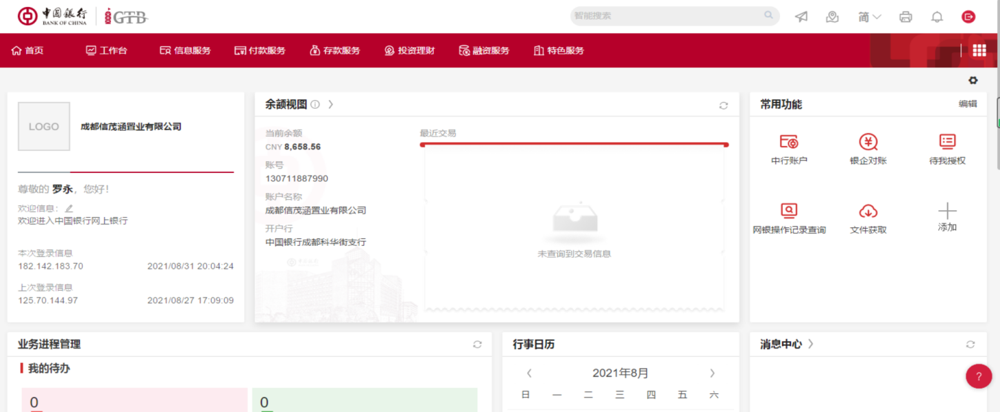 中国银行
BANK OF CHINA
iGTB
智能搜索
简
首页
工作台
信息服务
付款服务
存款服务
投资理财
融资服务
特色服务
LOGO
成都信茂涵置业有限公司
尊敬的 罗永，您好！
欢迎信息：
欢迎进入中国银行网上银行
本次登录信息
182.142.183.70 2021/08/31 20:04:24
上次登录信息
125.70.144.97 2021/08/27 17:09:09
余额视图
当前余额
CNY 8,658.56
账号
130711887990
账户名称
成都信茂涵置业有限公司
开户行
中国银行成都科华街支行
中国银行
最近交易
未查询到交易信息
常用功能
编辑
中行账户
银企对账
待我授权
网银操作记录查询
文件获取
添加
业务进程管理
我的待办
0
0
行事日历
2021年8月
日 一 二 三 四 五 六
消息中心
?